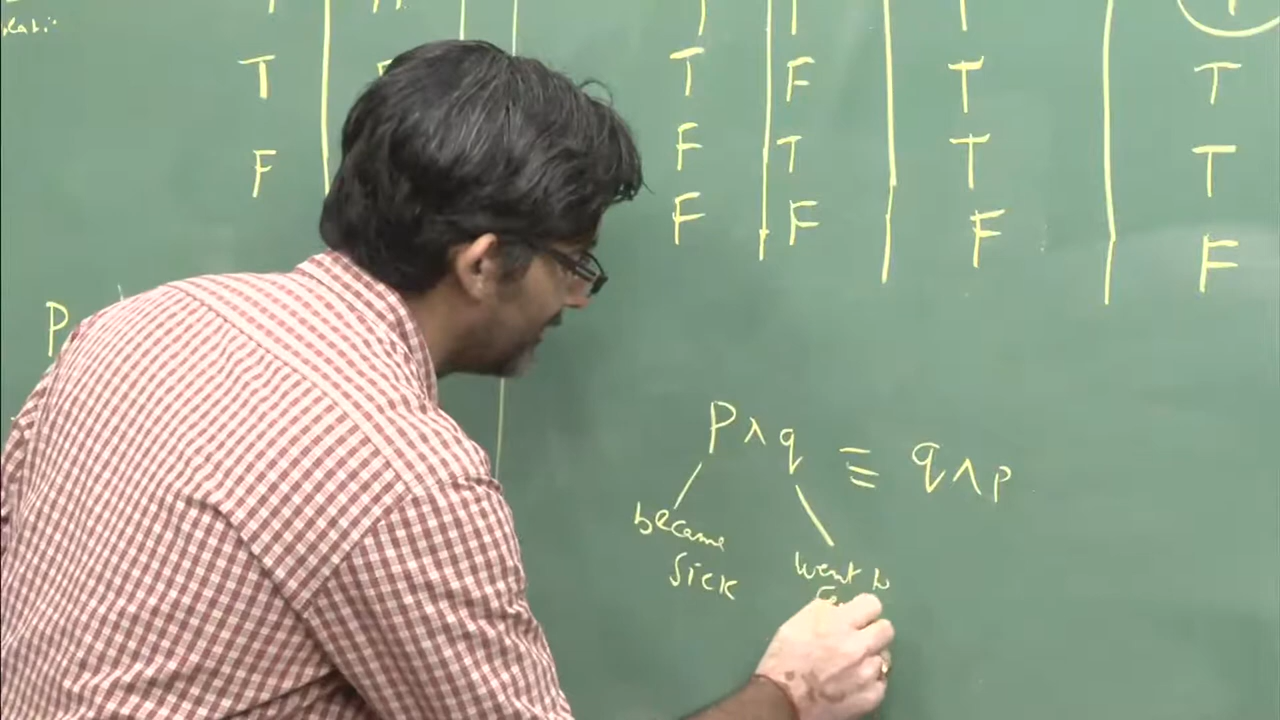 T T F T T
F F T T T
F F F F
P
P ∧ q ≡ q ∧ p
became went to
sick